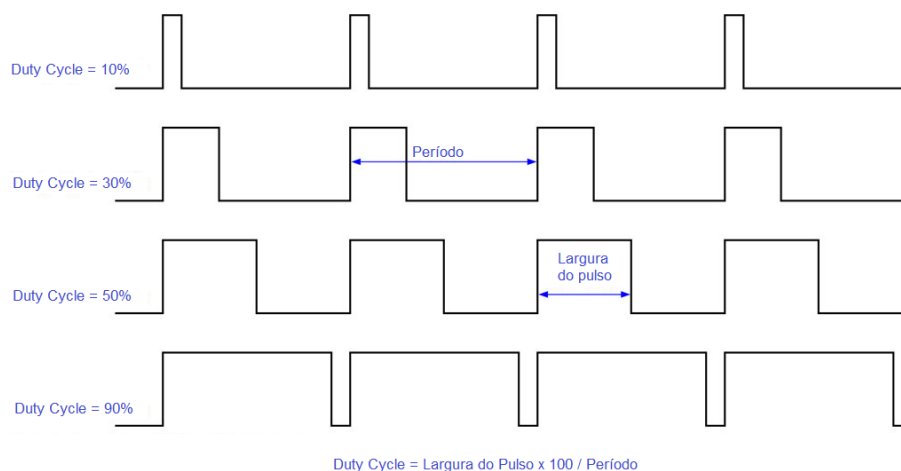 Duty Cycle = 10%
Período
Duty Cycle = 30%
Largura
do pulso
Duty Cycle = 50%
Duty Cycle = 90%
Duty Cycle = Largura do Pulso x 100 / Período